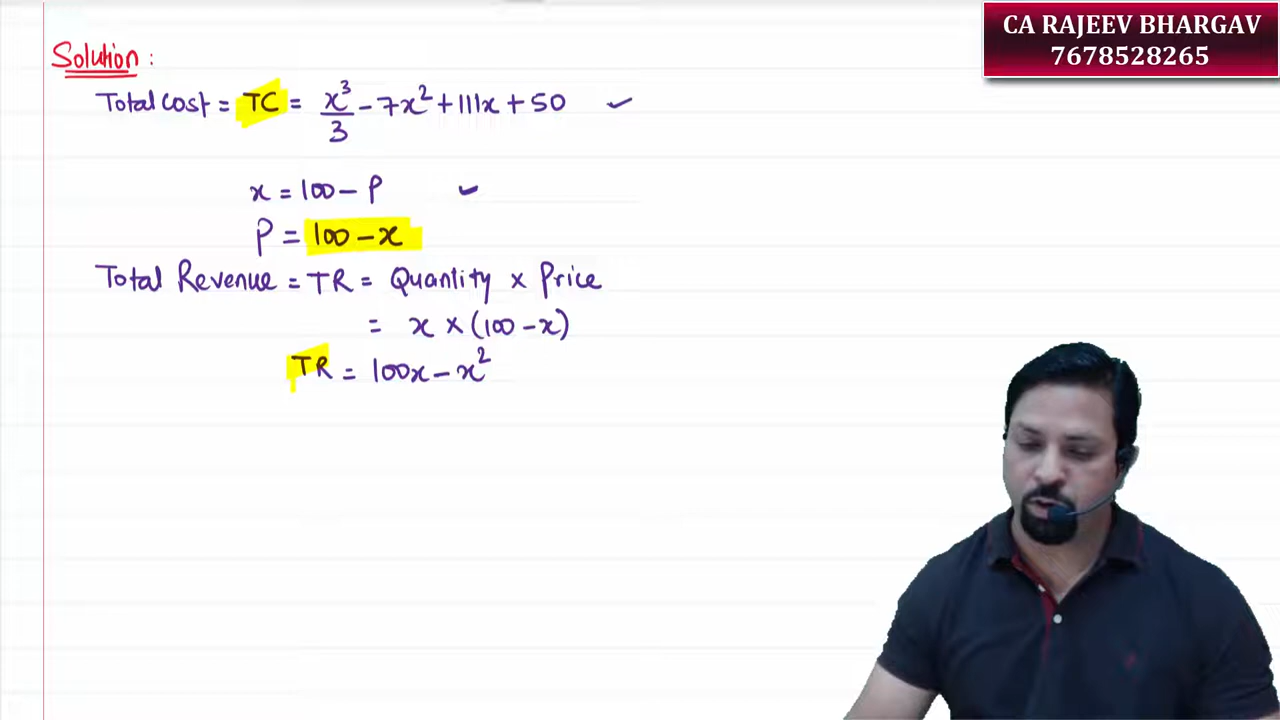 CA RAJEEV BHARGAV
7678528265
Solution :
Total Cost = TC = x³/3 - 7x² + 111x + 50
x = 100 - P
P = 100 - x
Total Revenue = TR = Quantity × Price
= x × (100 - x)
TR = 100x - x²